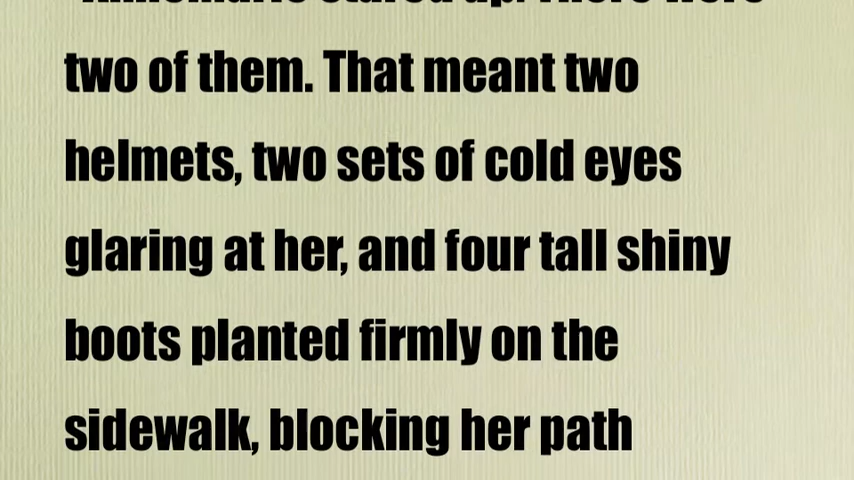 two of them. That meant two
helmets, two sets of cold eyes
glaring at her, and four tall shiny
boots planted firmly on the
sidewalk, blocking her path